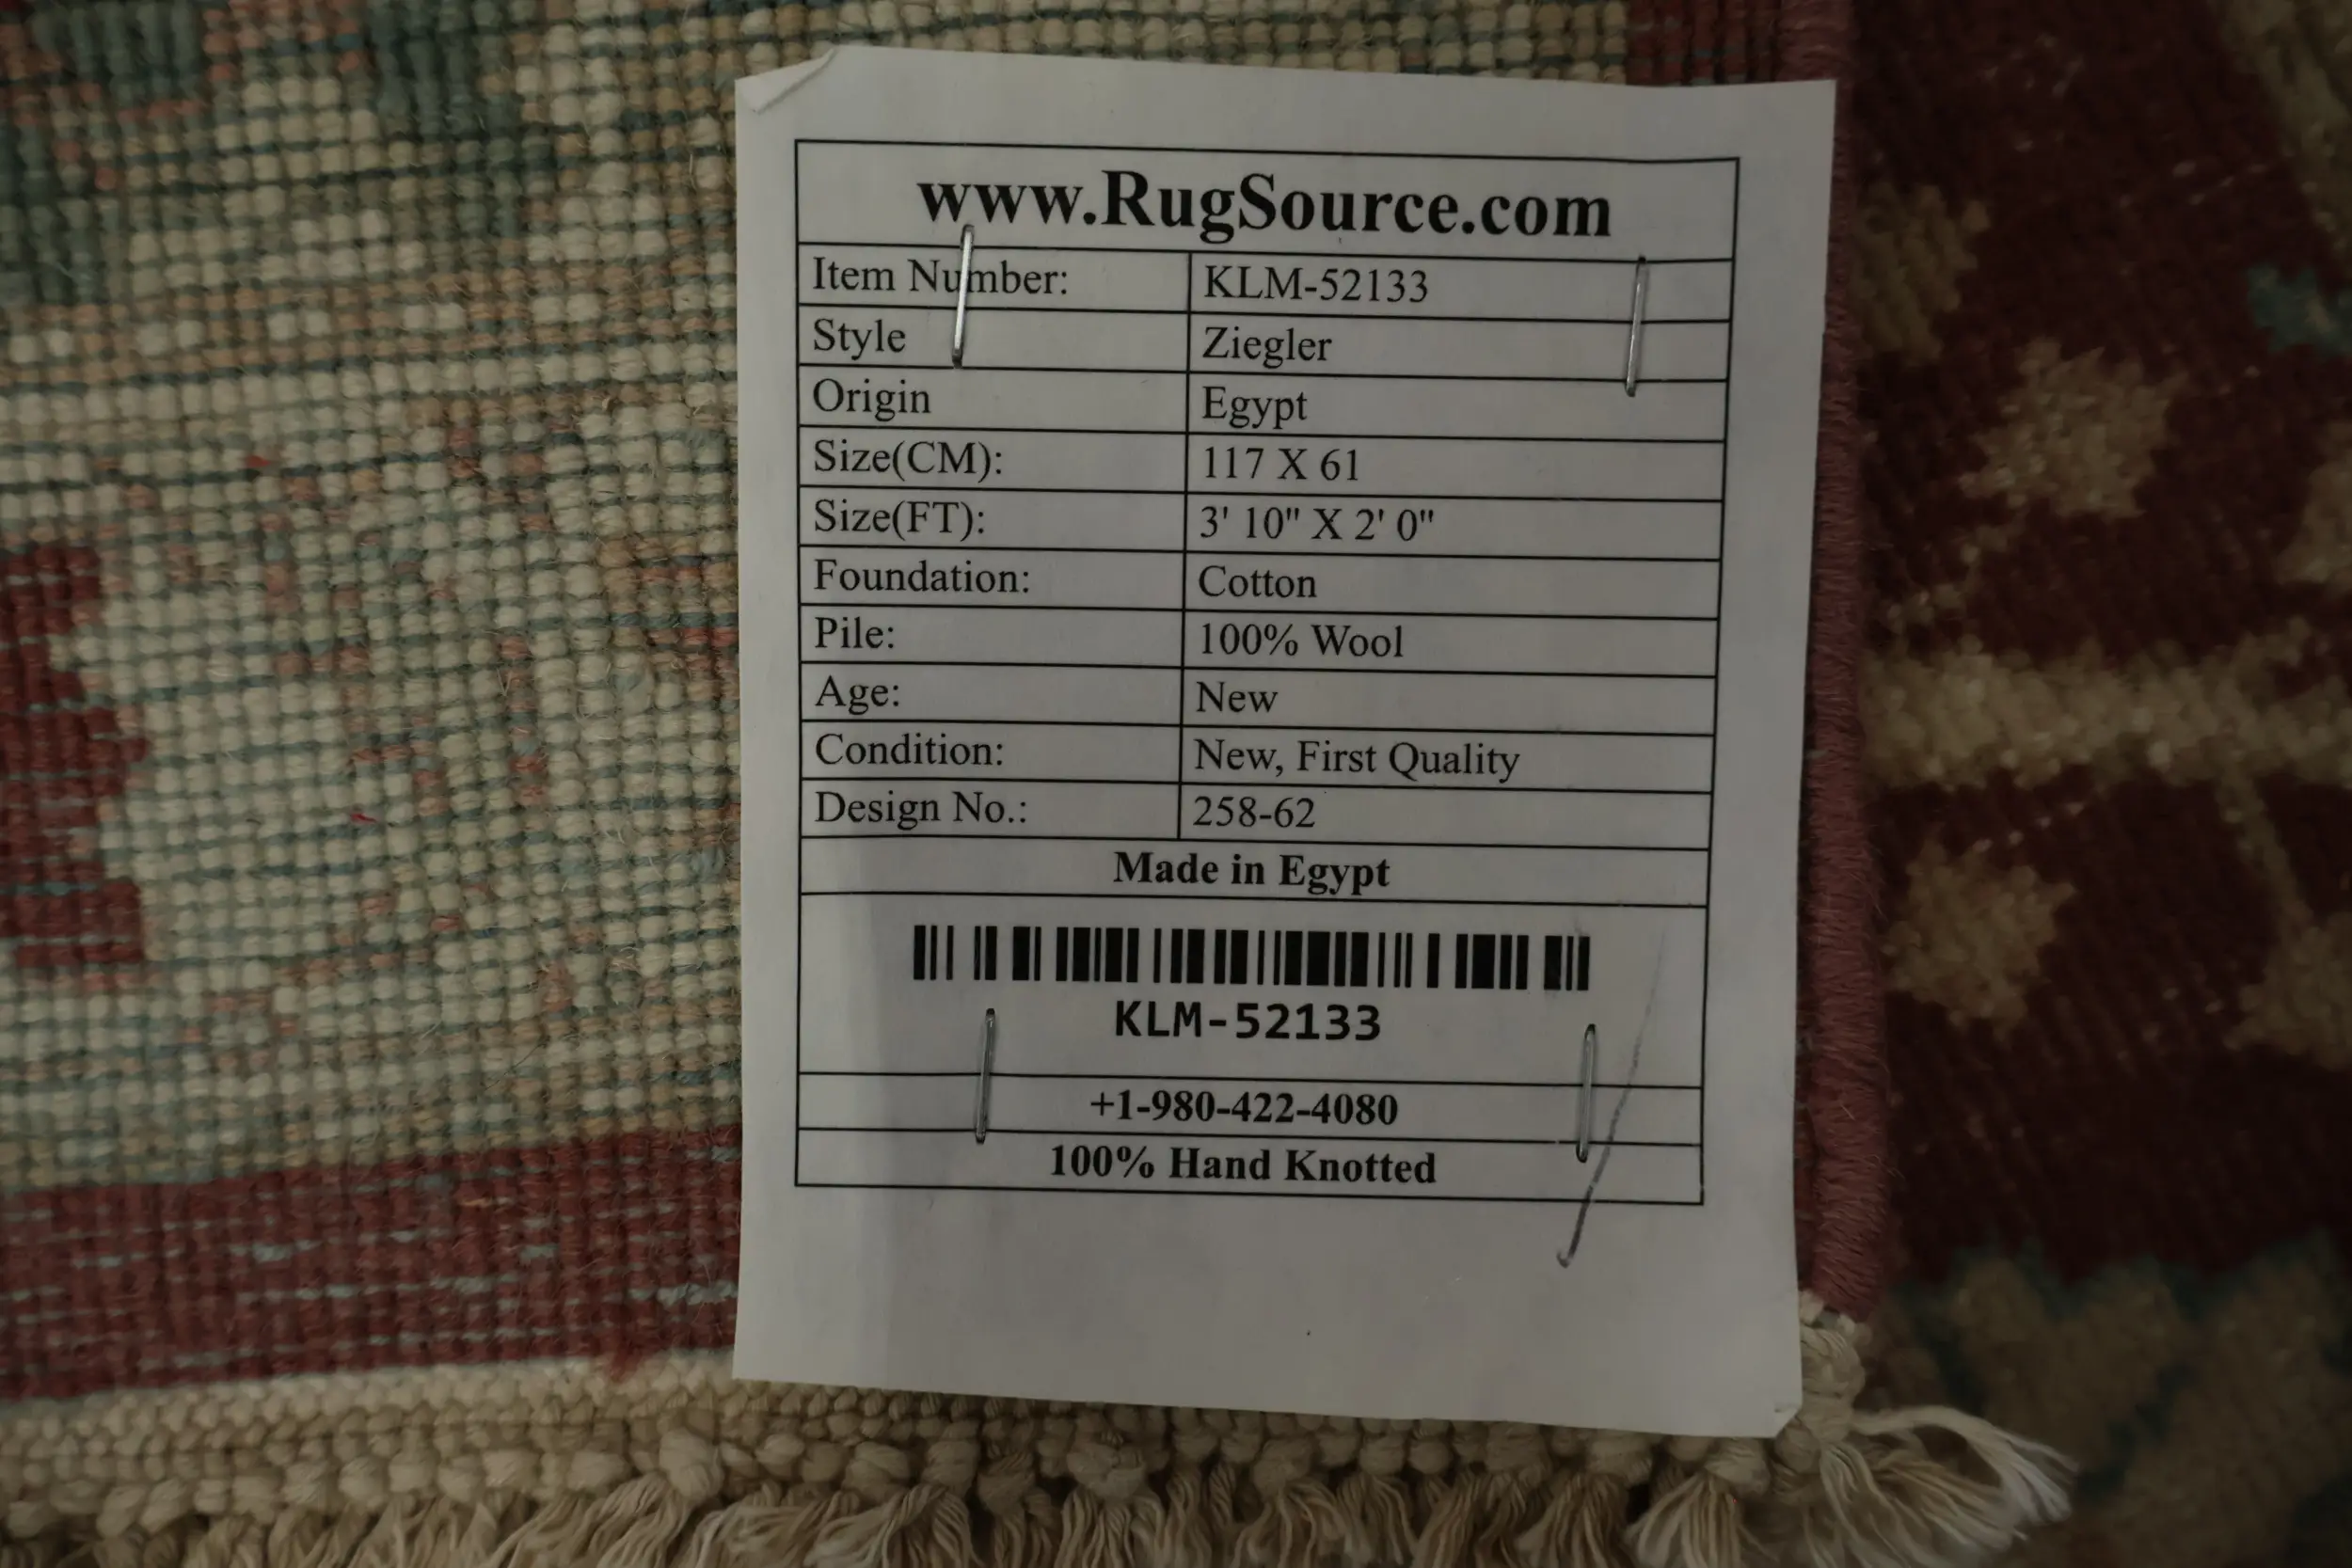 www.RugSource.com
Item Number: KLM-52133
Style Ziegler
Origin Egypt
Size(CM): 117 X 61
Size(FT): 3' 10" X 2' 0"
Foundation: Cotton
Pile: 100% Wool
Age: New
Condition: New, First Quality
Design No.: 258-62
Made in Egypt
KLM-52133
+1-980-422-4080
100% Hand Knotted